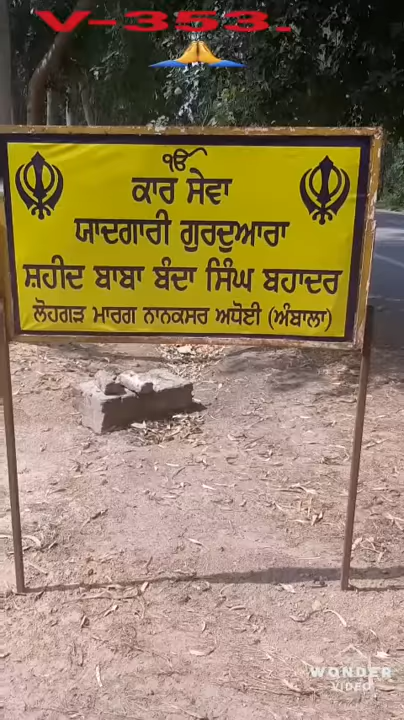 V-353.
🙏
ੴ
ਕਾਰ ਸੇਵਾ
ਯਾਦਗਾਰੀ ਗੁਰਦੁਆਰਾ
ਸ਼ਹੀਦ ਬਾਬਾ ਬੰਦਾ ਸਿੰਘ ਬਹਾਦਰ
ਲੋਹਗੜ ਮਾਰਗ ਨਾਨਕਸਰ ਅਧੋਈ (ਅੰਬਾਲਾ)
WONDER
VIDEO